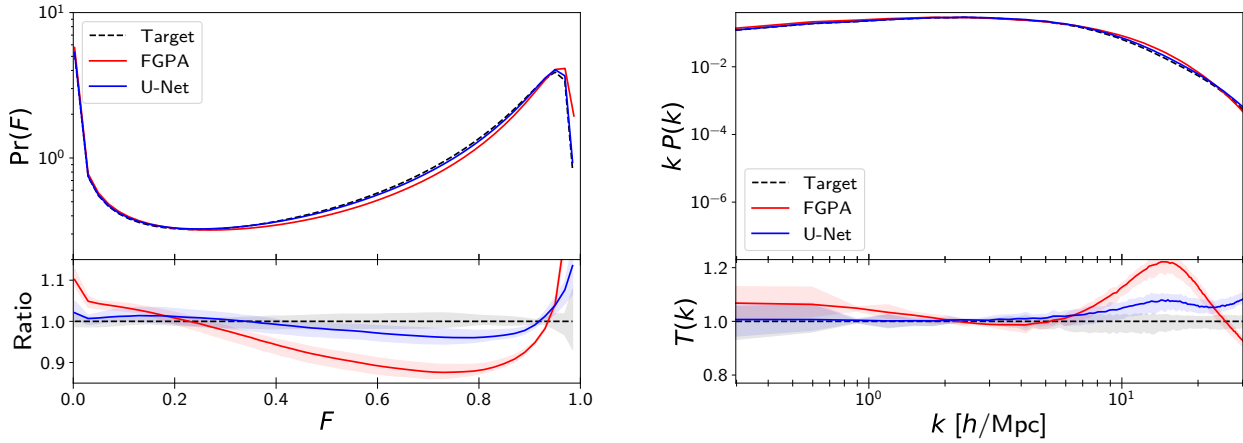 10^1
10^0
Pr(F)
Target
FGPA
U-Net
1.1
1.0
0.9
Ratio
0.0 0.2 0.4 0.6 0.8 1.0
F
10^−2
10^−4
10^−6
k P(k)
Target
FGPA
U-Net
1.2
1.0
0.8
T(k)
10^0 10^1
k [h/Mpc]